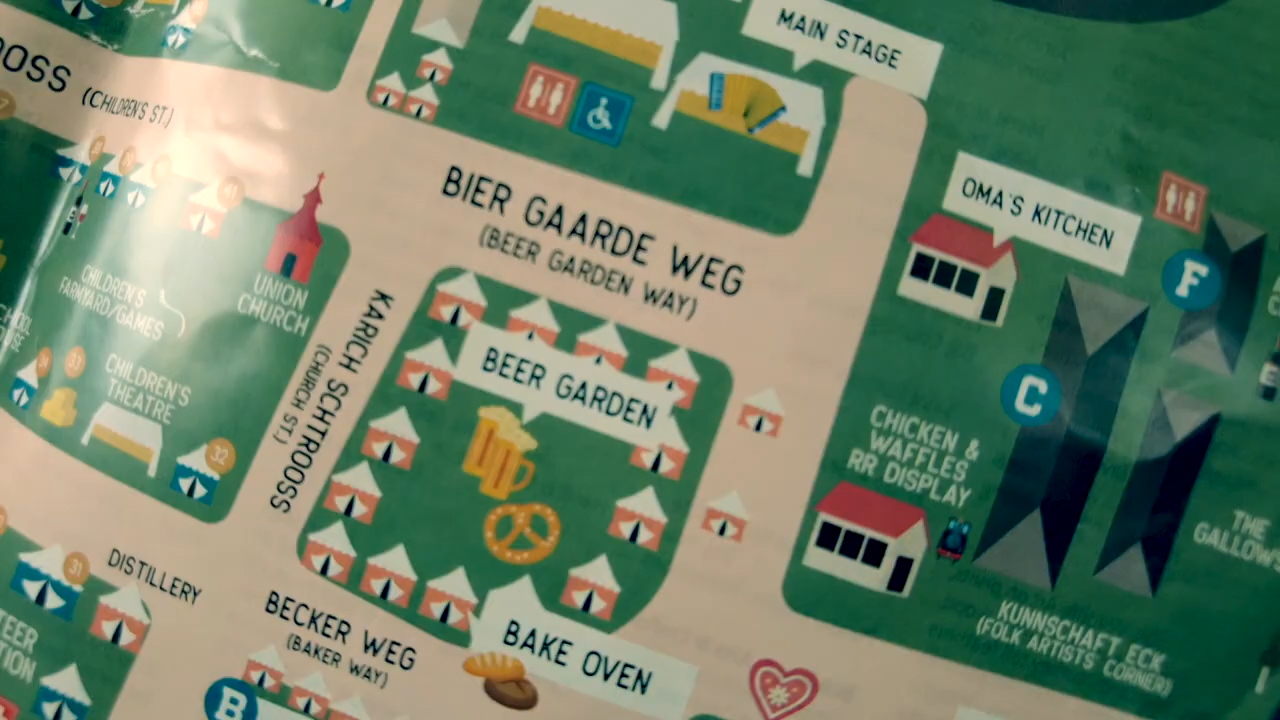 MAIN STAGE
OSS (CHILDREN'S ST.)
OMA'S KITCHEN
BIER GAARDE WEG
(BEER GARDEN WAY)
F
UNION
CHURCH
CHILDREN'S
FARMYARD/GAMES
KARICH SCHTROOSS
(CHURCH ST.)
BEER GARDEN
C
CHILDREN'S
THEATRE
33
32
CHICKEN &
WAFFLES
RR DISPLAY
THE
GALLOWS
DISTILLERY
31
BECKER WEG
(BAKER WAY)
BAKE OVEN
KUNNSCHAFT ECK
(FOLK ARTISTS CORNER)
B